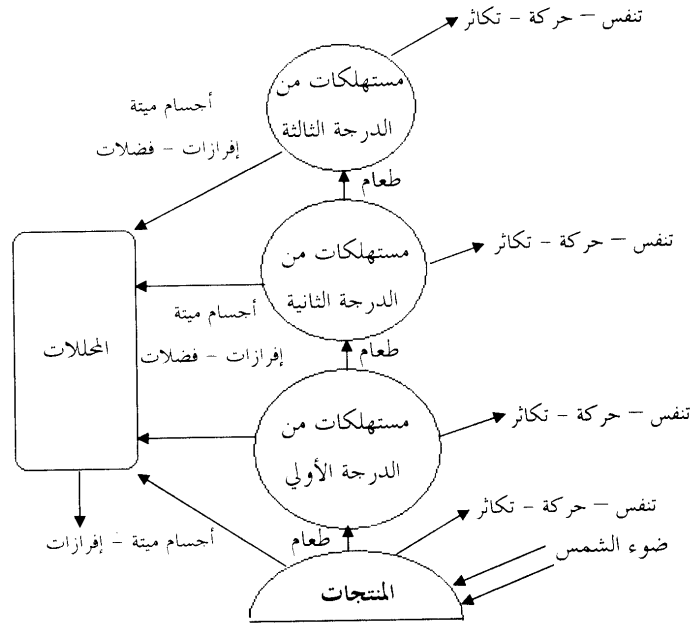 تنفس – حركة - تكاثر
مستهلكات من
الدرجة الثالثة
أجسام ميتة
إفرازات - فضلات
طعام
تنفس – حركة - تكاثر
مستهلكات من
الدرجة الثانية
أجسام ميتة
إفرازات - فضلات
المحللات
طعام
تنفس – حركة - تكاثر
مستهلكات من
الدرجة الأولي
تنفس – حركة - تكاثر
أجسام ميتة - إفرازات
طعام
ضوء الشمس
المنتجات